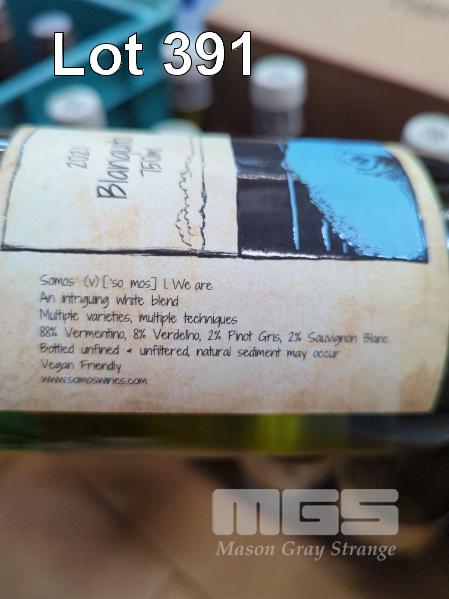 Lot 391
2021
Blanquito
750ml
Somos: (v) ['so mos] | We are
An intriguing white blend
Multiple varieties, multiple techniques
88% Vermentino, 8% Verdelho, 2% Pinot Gris, 2% Sauvignon Blanc
Bottled unfined & unfiltered, natural sediment may occur
Vegan Friendly
www.somoswines.com
MGS
Mason Gray Strange